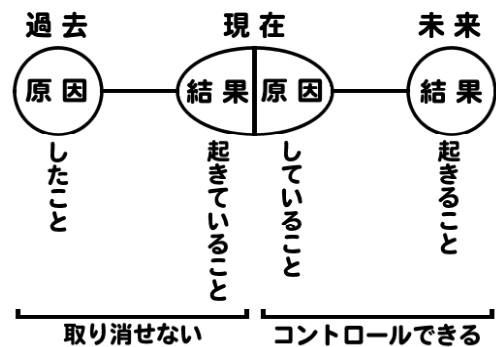 過去
現在
未来
原因
結果
原因
結果
したこと
起きていること
していること
起きること
取り消せない
コントロールできる